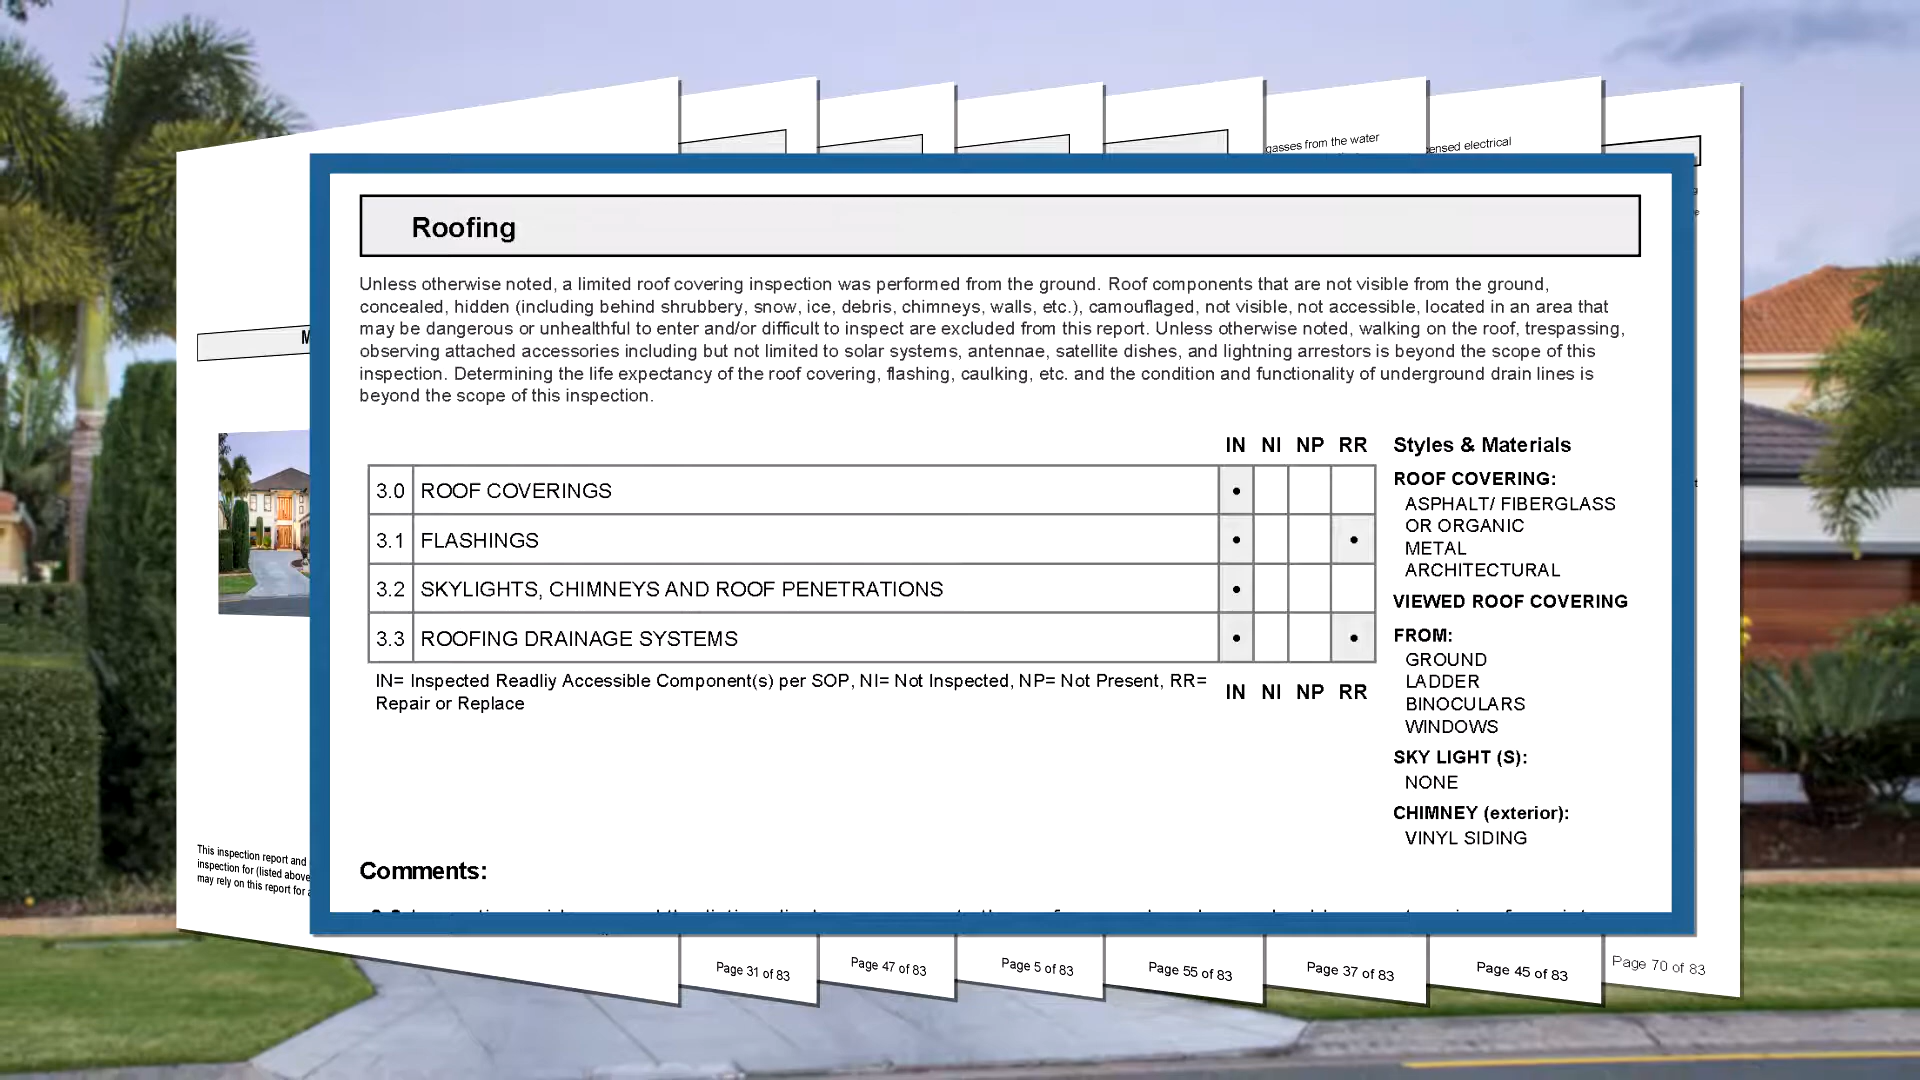 gasses from the water
censed electrical
Roofing
Unless otherwise noted, a limited roof covering inspection was performed from the ground. Roof components that are not visible from the ground,
concealed, hidden (including behind shrubbery, snow, ice, debris, chimneys, walls, etc.), camouflaged, not visible, not accessible, located in an area that
may be dangerous or unhealthful to enter and/or difficult to inspect are excluded from this report. Unless otherwise noted, walking on the roof, trespassing,
observing attached accessories including but not limited to solar systems, antennae, satellite dishes, and lightning arrestors is beyond the scope of this
inspection. Determining the life expectancy of the roof covering, flashing, caulking, etc. and the condition and functionality of underground drain lines is
beyond the scope of this inspection.
IN NI NP RR
3.0 ROOF COVERINGS • 
3.1 FLASHINGS • •
3.2 SKYLIGHTS, CHIMNEYS AND ROOF PENETRATIONS •
3.3 ROOFING DRAINAGE SYSTEMS • •
IN= Inspected Readliy Accessible Component(s) per SOP, NI= Not Inspected, NP= Not Present, RR=
Repair or Replace
IN NI NP RR
Styles & Materials
ROOF COVERING:
ASPHALT/ FIBERGLASS
OR ORGANIC
METAL
ARCHITECTURAL
VIEWED ROOF COVERING
FROM:
GROUND
LADDER
BINOCULARS
WINDOWS
SKY LIGHT (S):
NONE
CHIMNEY (exterior):
VINYL SIDING
Comments:
M
This inspection report and
inspection for (listed above
may rely on this report for a
Page 31 of 83
Page 47 of 83
Page 5 of 83
Page 55 of 83
Page 37 of 83
Page 45 of 83
Page 70 of 83